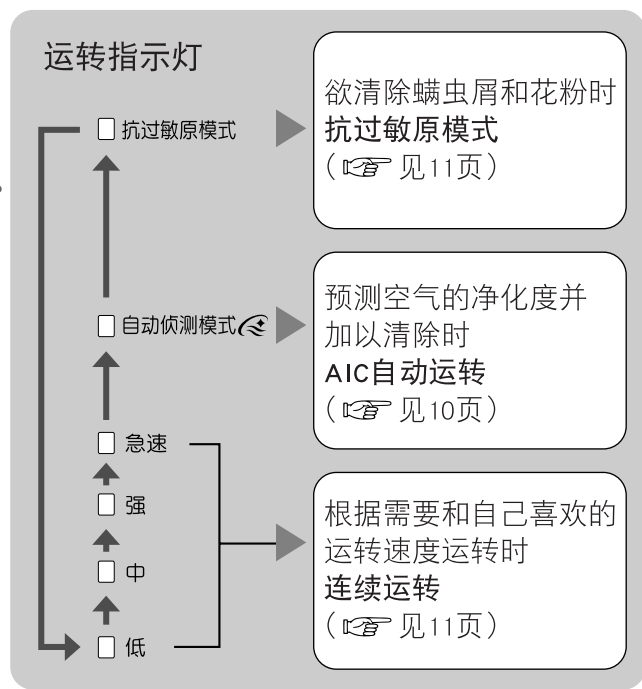 运转指示灯
抗过敏原模式
欲清除螨虫屑和花粉时
抗过敏原模式
（☞ 见11页）
自动侦测模式
预测空气的净化度并
加以清除时
AIC自动运转
（☞ 见10页）
急速
强
中
低
根据需要和自己喜欢的
运转速度运转时
连续运转
（☞ 见11页）